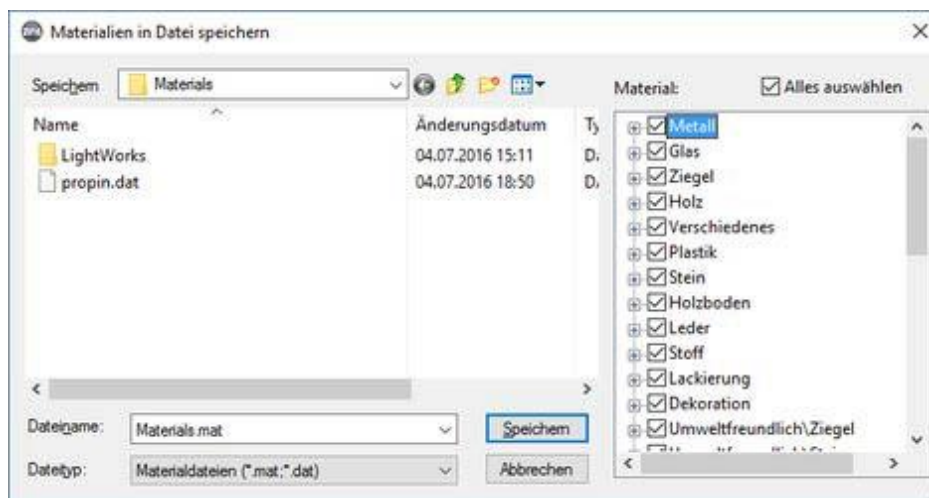 Materialien in Datei speichern
Speichern
Materials
Material:
Alles auswählen
Name
Änderungsdatum
Ty
LightWorks
04.07.2016 15:11
D.
propin.dat
04.07.2016 18:50
D.
Metall
Glas
Ziegel
Holz
Verschiedenes
Plastik
Stein
Holzboden
Leder
Stoff
Lackierung
Dekoration
Umweltfreundlich\Ziegel
Dateiname:
Materials.mat
Speichern
Dateityp:
Materialdateien (*.mat;*.dat)
Abbrechen